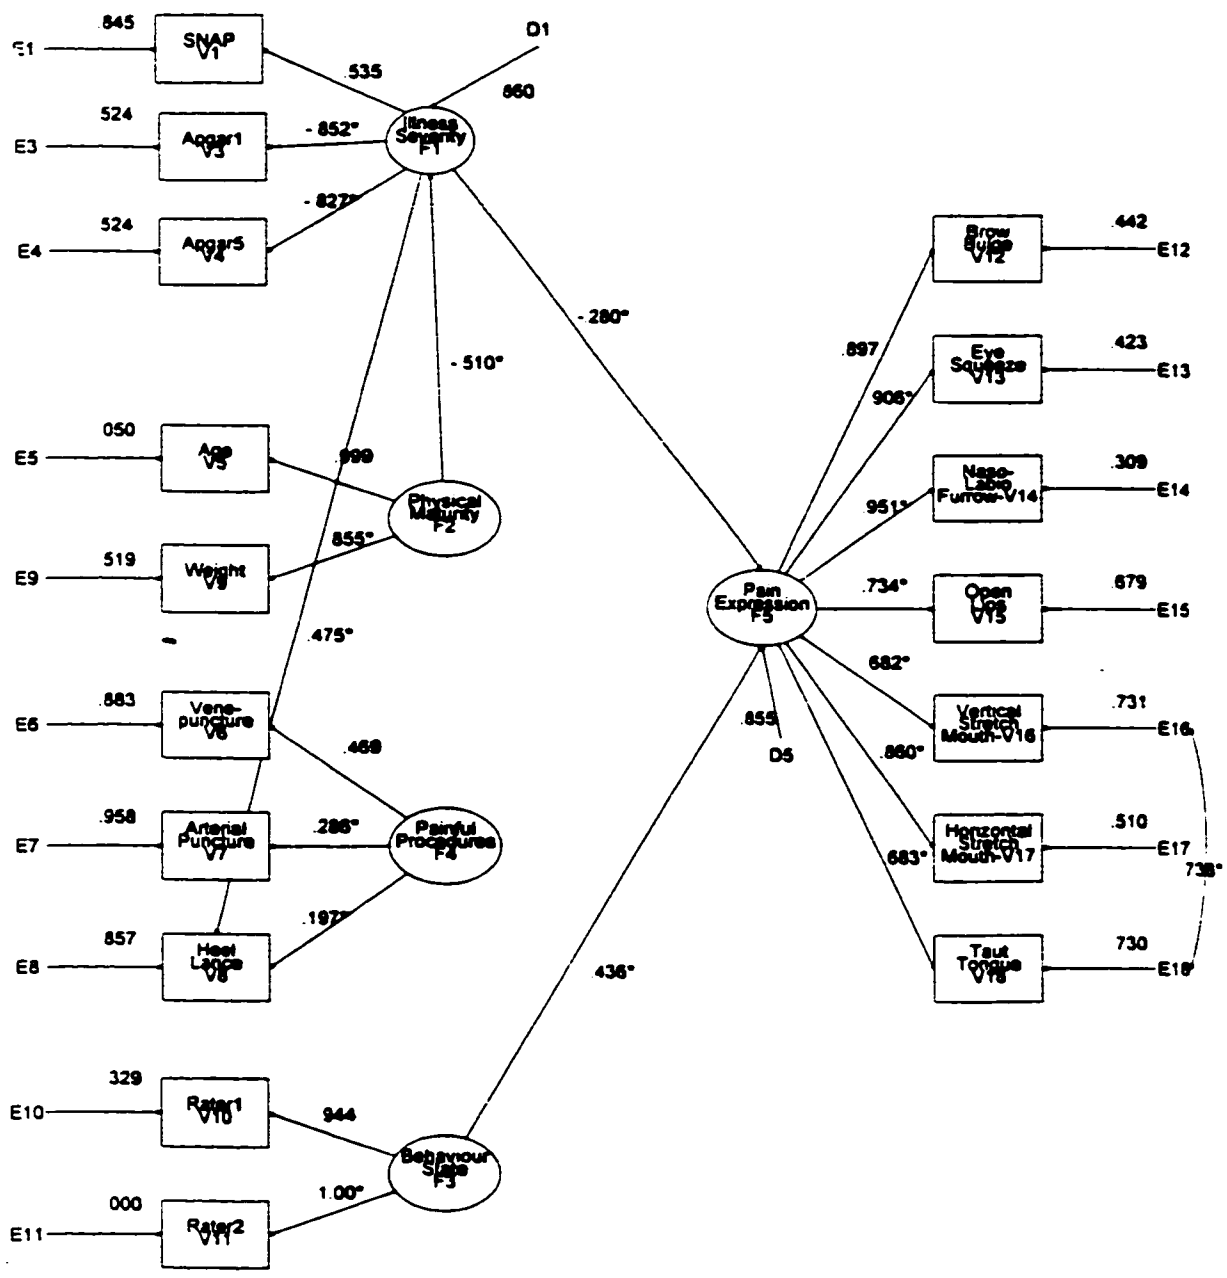 .845
E1
SNAP
V1
.535
D1
860
Illness
Severity
F1
524
E3
Apgar1
V3
-.852*
524
E4
Apgar5
V4
-.827*
-.280*
-.510*
050
E5
Age
V5
.999
Physical
Maturity
F2
519
E9
Weight
V9
855*
.475*
.883
E6
Vene-
puncture
V6
.469
.958
E7
Arterial
Puncture
V7
.286*
Painful
Procedures
F4
857
E8
Heel
Lance
V8
.197*
.436*
329
E10
Rater1
V10
944
Behaviour
State
F3
000
E11
Rater2
V11
1.00*
Pain
Expression
F5
.855
D5
.897
Brow
Bulge
V12
.442
E12
906*
Eye
Squeeze
V13
.423
E13
.951*
Naso-
Labio
Furrow-V14
.309
E14
.734*
Open
Lips
V15
.679
E15
682*
Vertical
Stretch
Mouth-V16
.731
E16
.860*
Horizontal
Stretch
Mouth-V17
.510
E17
683*
Taut
Tongue
V18
730
E18